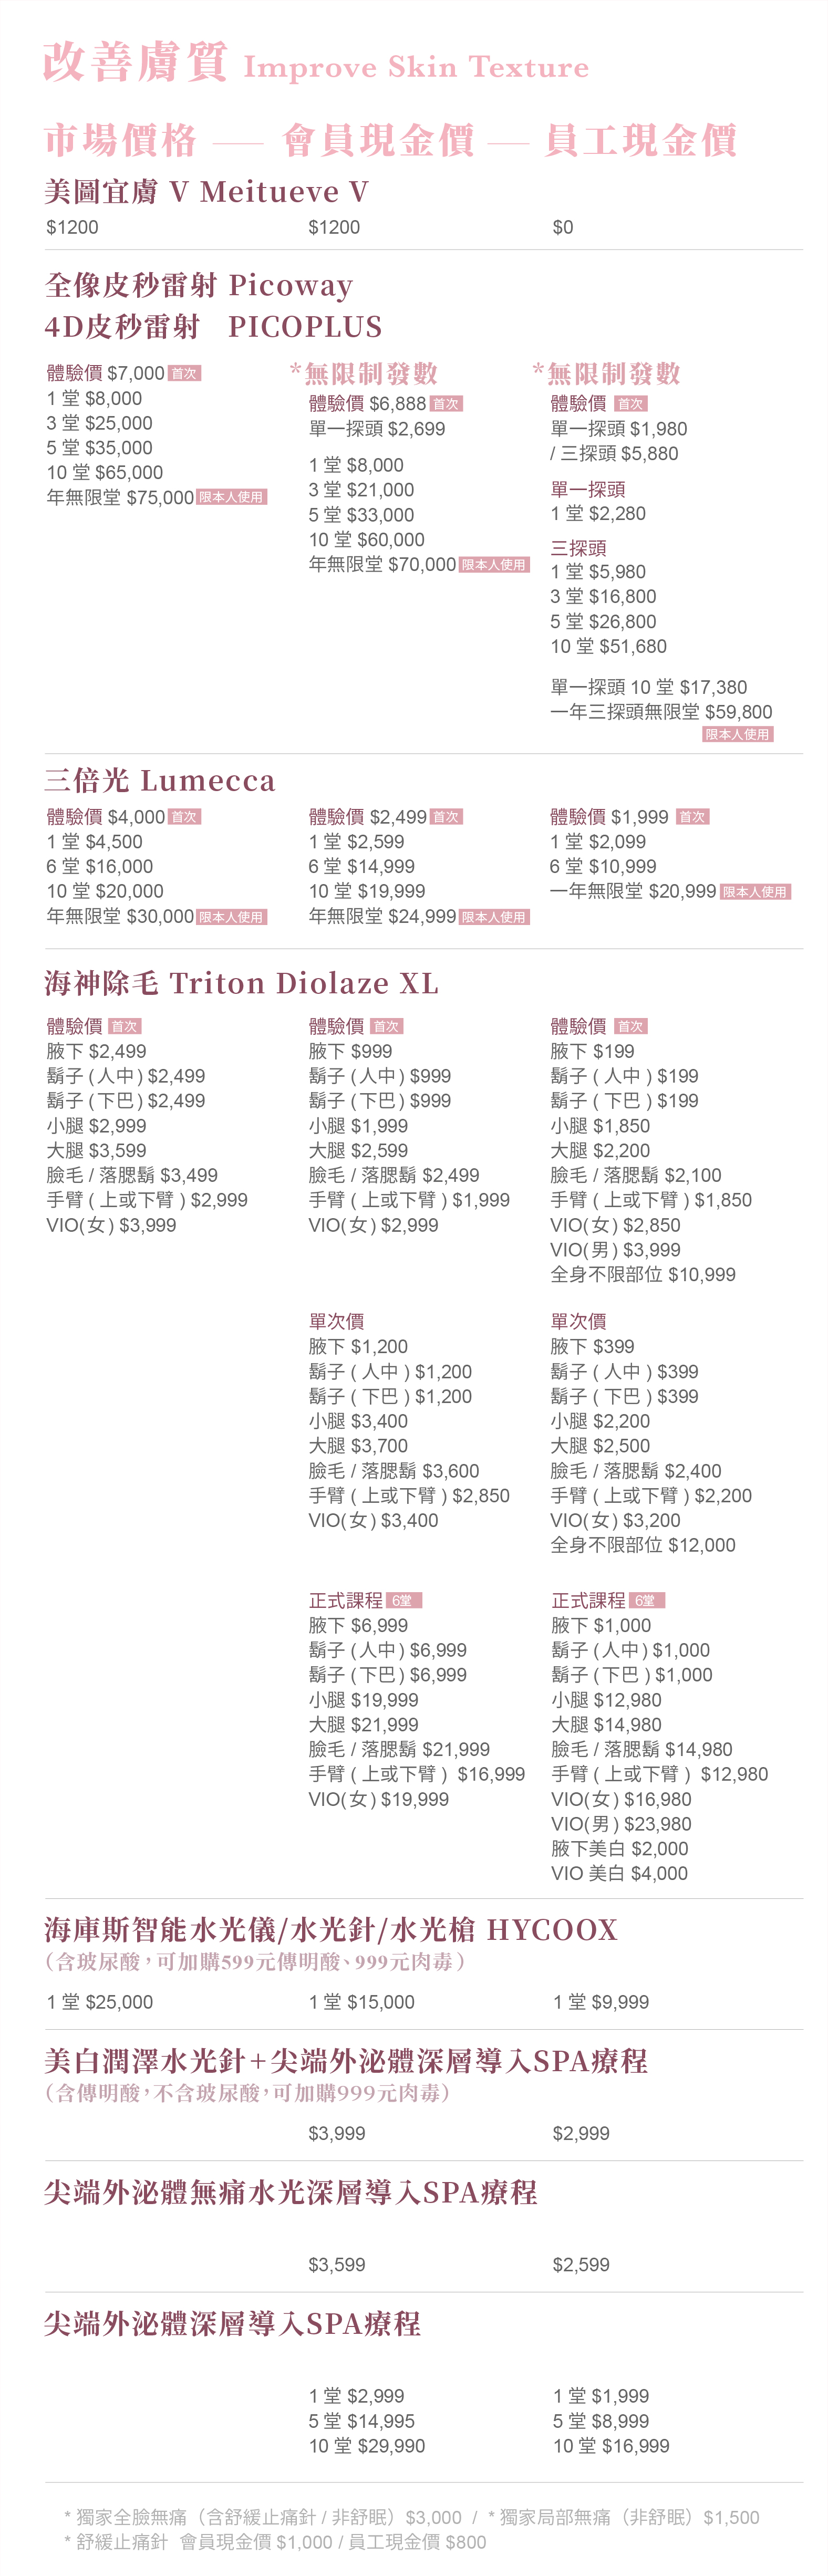 改善膚質 Improve Skin Texture
市場價格 — 會員現金價 — 員工現金價
美圖宜膚 V Meitueve V
$1200 $1200 $0
全像皮秒雷射 Picoway
4D皮秒雷射 PICOPLUS
體驗價 $7,000 首次
1 堂 $8,000
3 堂 $25,000
5 堂 $35,000
10 堂 $65,000
年無限堂 $75,000 限本人使用
*無限制發數
體驗價 $6,888 首次
單一探頭 $2,699
1 堂 $8,000
3 堂 $21,000
5 堂 $33,000
10 堂 $60,000
年無限堂 $70,000 限本人使用
*無限制發數
體驗價 首次
單一探頭 $1,980
/ 三探頭 $5,880
單一探頭
1 堂 $2,280
三探頭
1 堂 $5,980
3 堂 $16,800
5 堂 $26,800
10 堂 $51,680
單一探頭 10 堂 $17,380
一年三探頭無限堂 $59,800
限本人使用
三倍光 Lumecca
體驗價 $4,000 首次
1 堂 $4,500
6 堂 $16,000
10 堂 $20,000
年無限堂 $30,000 限本人使用
體驗價 $2,499 首次
1 堂 $2,599
6 堂 $14,999
10 堂 $19,999
年無限堂 $24,999 限本人使用
體驗價 $1,999 首次
1 堂 $2,099
6 堂 $10,999
一年無限堂 $20,999 限本人使用
海神除毛 Triton Diolaze XL
體驗價 首次
腋下 $2,499
鬍子 (人中) $2,499
鬍子 (下巴) $2,499
小腿 $2,999
大腿 $3,599
臉毛 / 落腮鬍 $3,499
手臂 ( 上或下臂 ) $2,999
VIO(女) $3,999
體驗價 首次
腋下 $999
鬍子 (人中) $999
鬍子 (下巴) $999
小腿 $1,999
大腿 $2,599
臉毛 / 落腮鬍 $2,499
手臂 ( 上或下臂 ) $1,999
VIO(女) $2,999
體驗價 首次
腋下 $199
鬍子 ( 人中 ) $199
鬍子 ( 下巴 ) $199
小腿 $1,850
大腿 $2,200
臉毛 / 落腮鬍 $2,100
手臂 ( 上或下臂 ) $1,850
VIO(女) $2,850
VIO(男) $3,999
全身不限部位 $10,999
單次價
腋下 $1,200
鬍子 ( 人中 ) $1,200
鬍子 ( 下巴 ) $1,200
小腿 $3,400
大腿 $3,700
臉毛 / 落腮鬍 $3,600
手臂 ( 上或下臂 ) $2,850
VIO(女) $3,400
單次價
腋下 $399
鬍子 ( 人中 ) $399
鬍子 ( 下巴 ) $399
小腿 $2,200
大腿 $2,500
臉毛 / 落腮鬍 $2,400
手臂 ( 上或下臂 ) $2,200
VIO(女) $3,200
全身不限部位 $12,000
正式課程 6堂
腋下 $6,999
鬍子 (人中) $6,999
鬍子 (下巴) $6,999
小腿 $19,999
大腿 $21,999
臉毛 / 落腮鬍 $21,999
手臂 ( 上或下臂 ) $16,999
VIO(女) $19,999
正式課程 6堂
腋下 $1,000
鬍子 (人中) $1,000
鬍子 (下巴 ) $1,000
小腿 $12,980
大腿 $14,980
臉毛 / 落腮鬍 $14,980
手臂 ( 上或下臂 ) $12,980
VIO(女) $16,980
VIO(男) $23,980
腋下美白 $2,000
VIO 美白 $4,000
海庫斯智能水光儀/水光針/水光槍 HYCOOX
（含玻尿酸，可加購599元傳明酸、999元肉毒）
1 堂 $25,000 1 堂 $15,000 1 堂 $9,999
美白潤澤水光針+尖端外泌體深層導入SPA療程
（含傳明酸，不含玻尿酸，可加購999元肉毒）
$3,999 $2,999
尖端外泌體無痛水光深層導入SPA療程
$3,599 $2,599
尖端外泌體深層導入SPA療程
1 堂 $2,999
5 堂 $14,995
10 堂 $29,990
1 堂 $1,999
5 堂 $8,999
10 堂 $16,999
* 獨家全臉無痛（含舒緩止痛針 / 非舒眠）$3,000 / * 獨家局部無痛（非舒眠）$1,500
* 舒緩止痛針 會員現金價 $1,000 / 員工現金價 $800